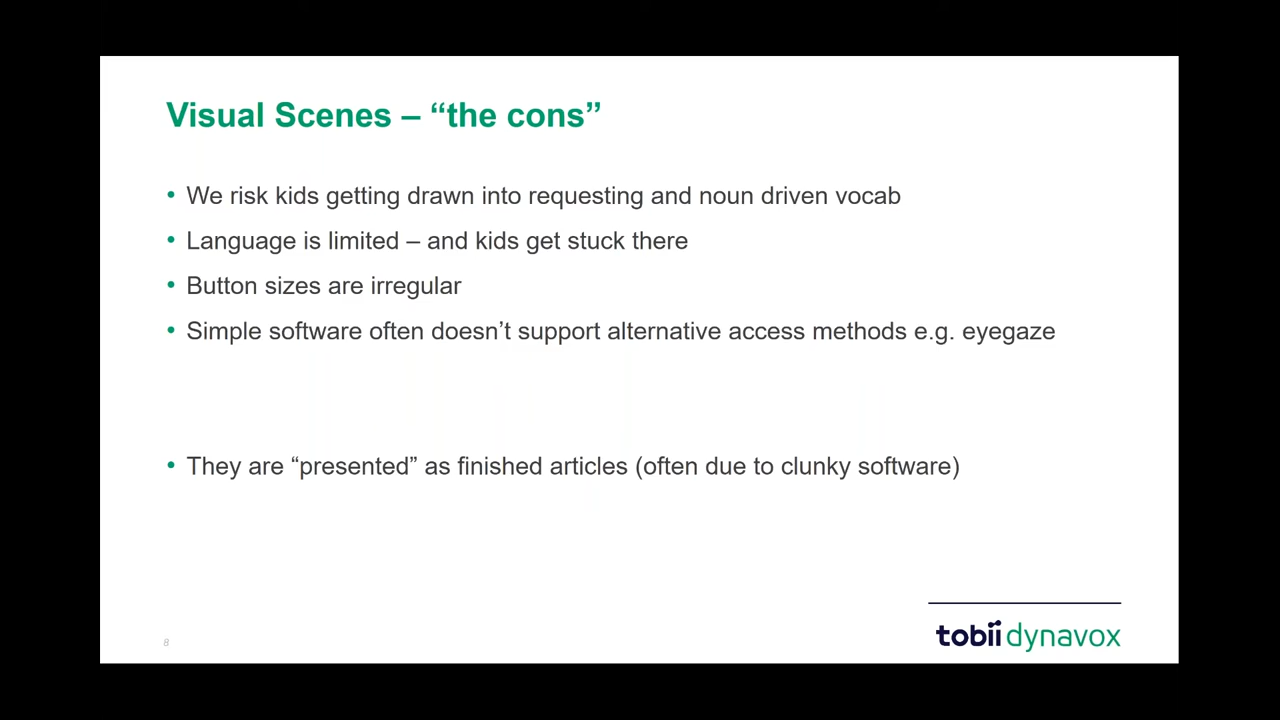 Visual Scenes – “the cons”
• We risk kids getting drawn into requesting and noun driven vocab
• Language is limited – and kids get stuck there
• Button sizes are irregular
• Simple software often doesn’t support alternative access methods e.g. eyegaze
• They are “presented” as finished articles (often due to clunky software)
8
tobii dynavox